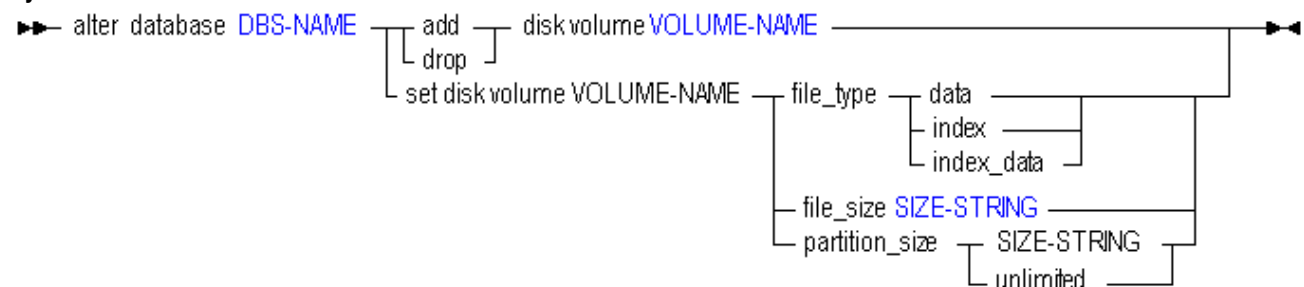 alter database DBS-NAME add disk volume VOLUME-NAME
drop
set disk volume VOLUME-NAME file_type data
index
index_data
file_size SIZE-STRING
partition_size SIZE-STRING
unlimited